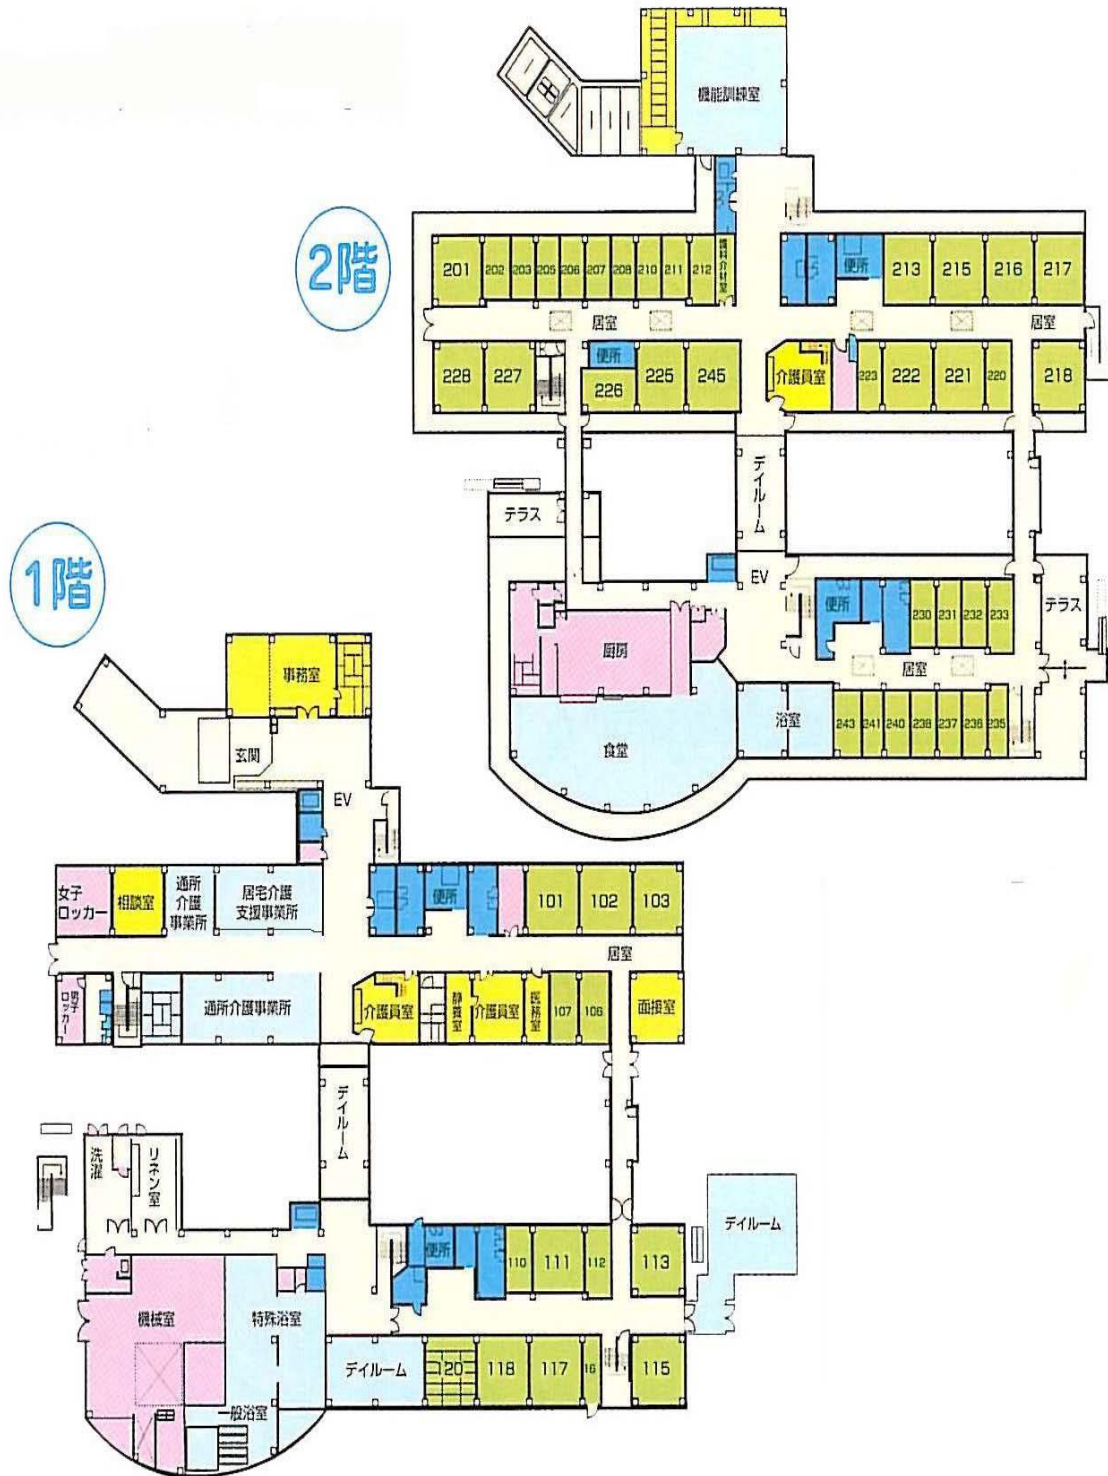 2階
機能訓練室
歯科介材室
201
202
203
205
206
207
208
210
211
212
便所
213
215
216
217
居室
居室
228
227
便所
226
225
245
介護員室
223
222
221
220
218
デイルーム
テラス
EV
便所
230
231
232
233
テラス
厨房
居室
食堂
浴室
243
241
240
238
237
236
235
1階
事務室
玄関
EV
女子
ロッカー
相談室
通所
介護
事業所
居宅介護
支援事業所
便所
101
102
103
居室
男子
ロッカー
通所介護事業所
介護員室
静養室
介護員室
医務室
107
106
面接室
デイルーム
洗濯
リネン室
便所
110
111
112
113
デイルーム
機械室
特殊浴室
一般浴室
デイルーム
120
118
117
116
115